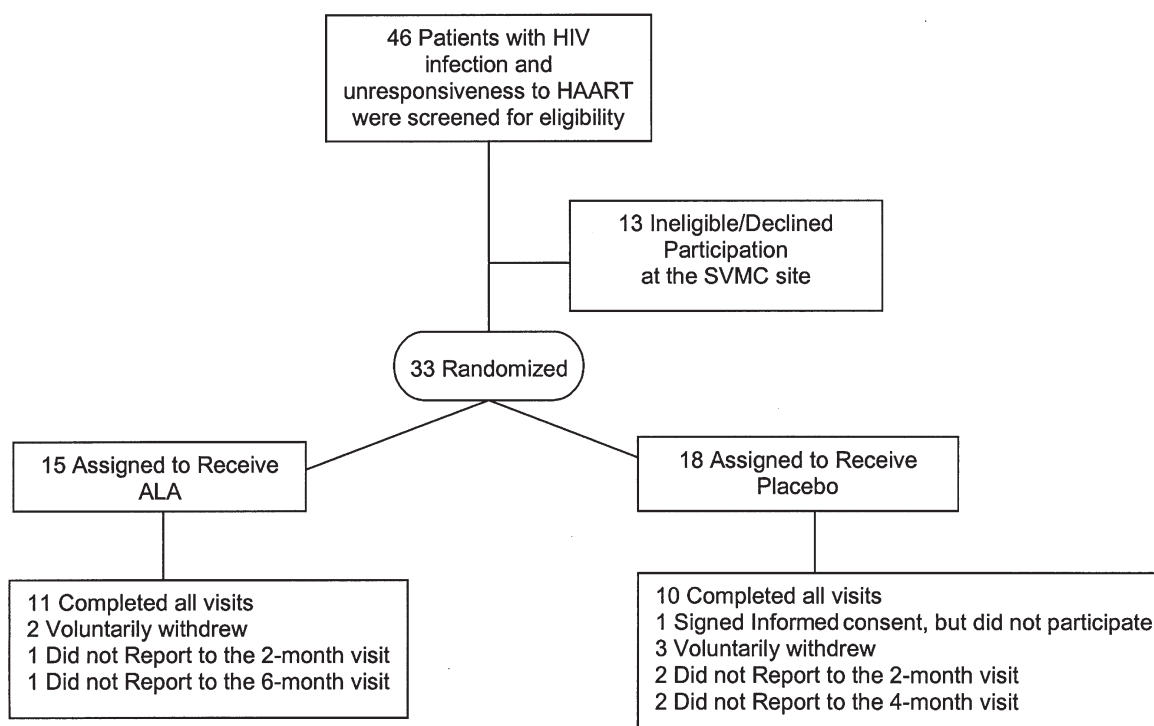 46 Patients with HIV
infection and
unresponsiveness to HAART
were screened for eligibility
13 Ineligible/Declined
Participation
at the SVMC site
33 Randomized
15 Assigned to Receive
ALA
18 Assigned to Receive
Placebo
11 Completed all visits
2 Voluntarily withdrew
1 Did not Report to the 2-month visit
1 Did not Report to the 6-month visit
10 Completed all visits
1 Signed Informed consent, but did not participate
3 Voluntarily withdrew
2 Did not Report to the 2-month visit
2 Did not Report to the 4-month visit